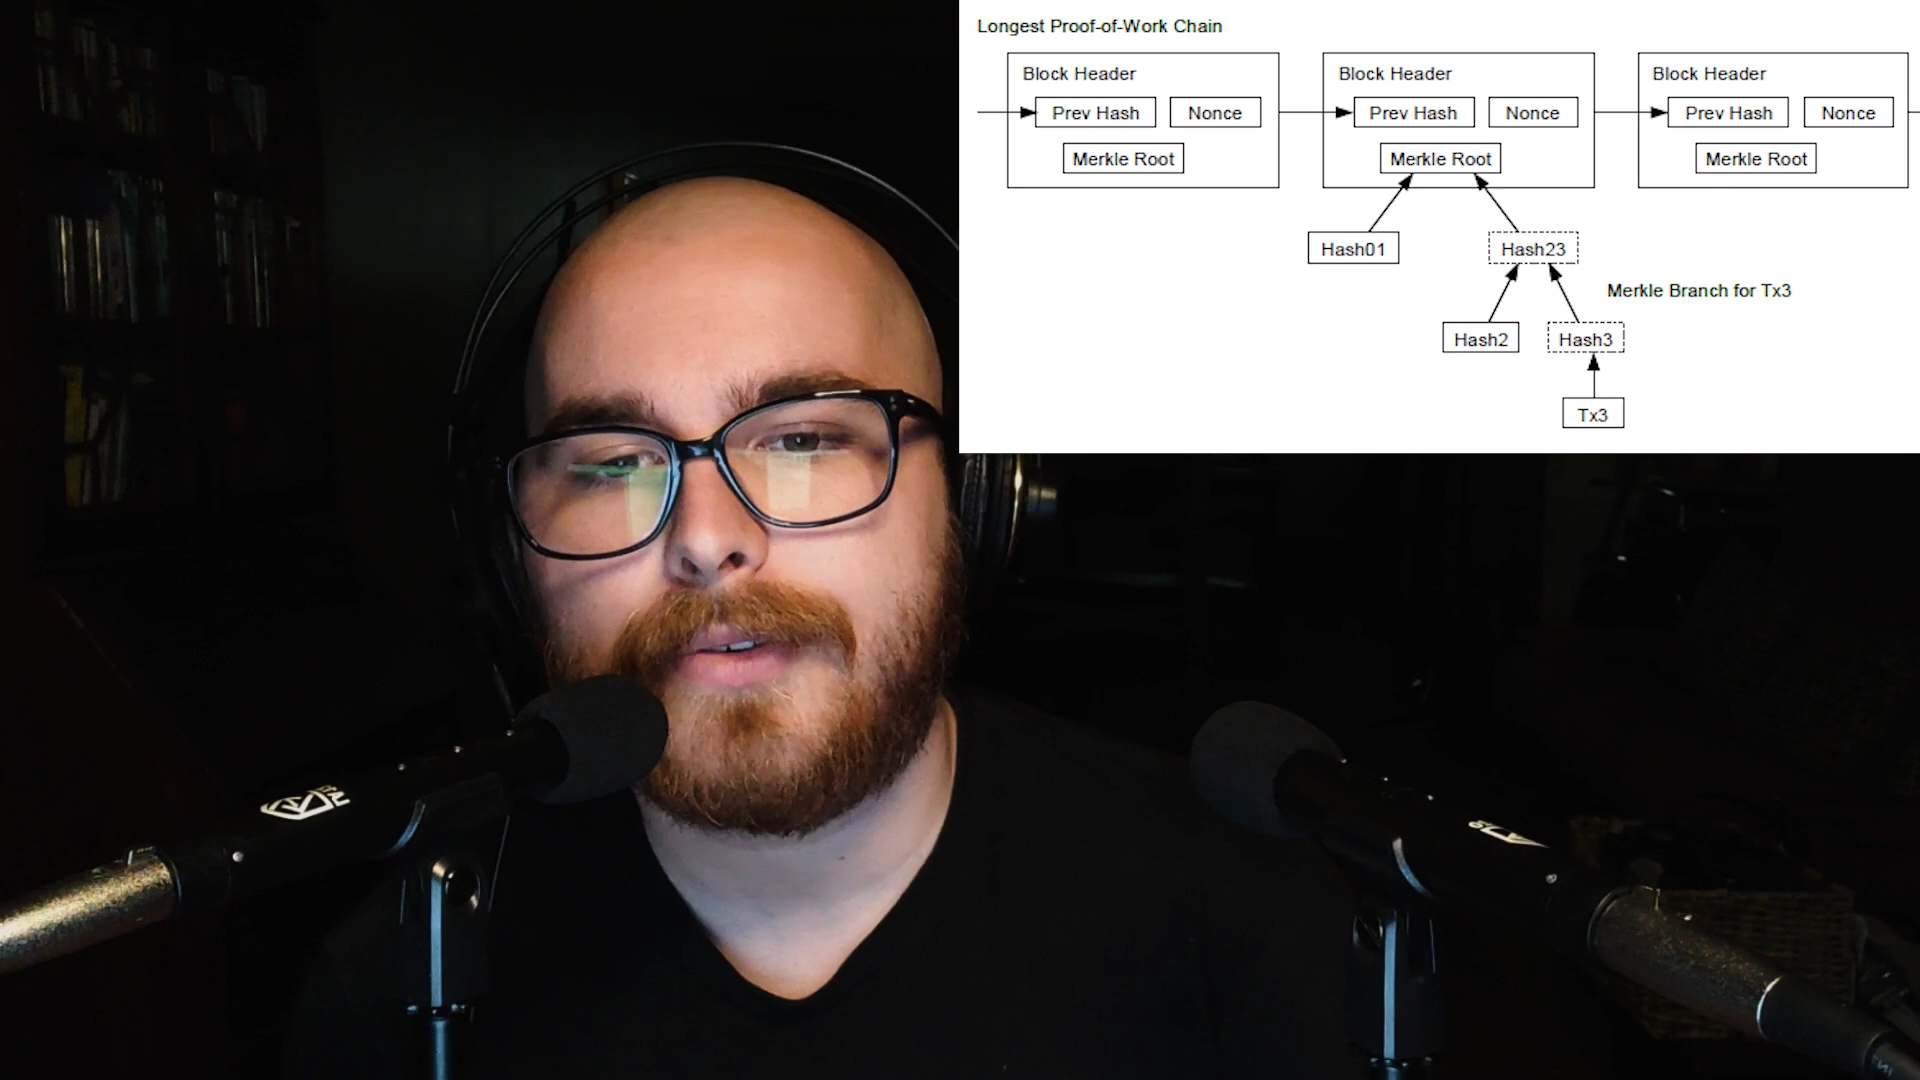 Longest Proof-of-Work Chain
Block Header Block Header Block Header
Prev Hash Nonce Prev Hash Nonce Prev Hash Nonce
Merkle Root Merkle Root Merkle Root
Hash01 Hash23
Merkle Branch for Tx3
Hash2 Hash3
Tx3